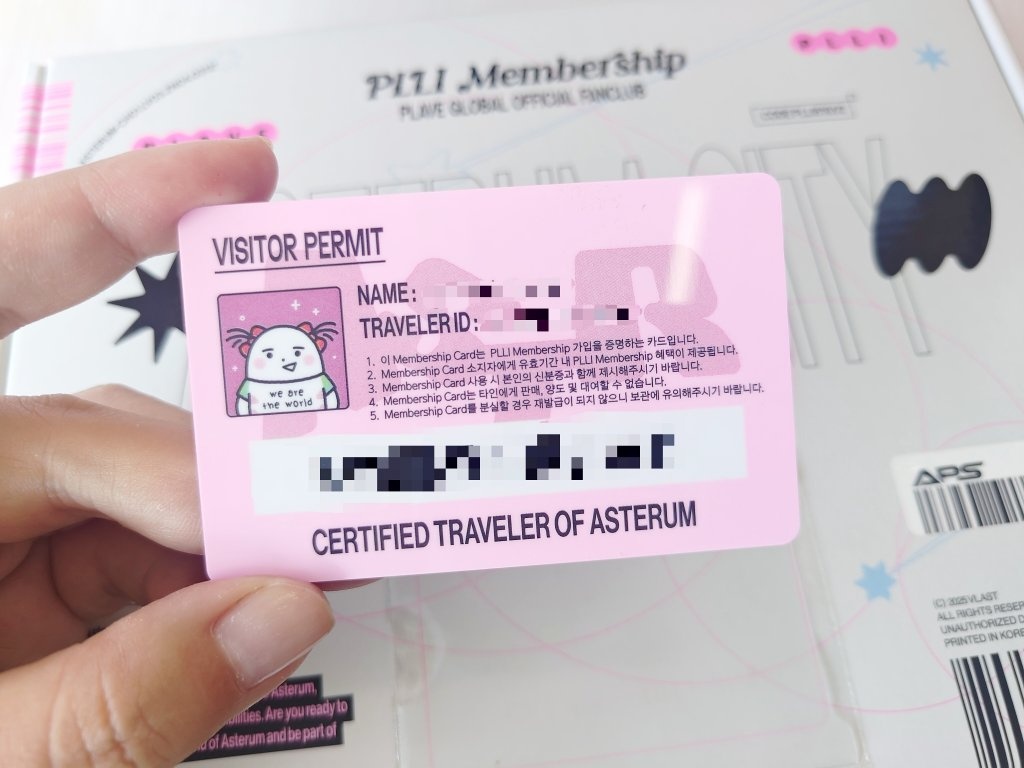 PLLI Membership
PLAVE GLOBAL OFFICIAL FANCLUB
PLLI
ASTERUM CITY
VISITOR PERMIT
NAME :
TRAVELER ID :
we are
the world
1. 이 Membership Card는 PLLI Membership 가입을 증명하는 카드입니다.
2. Membership Card 소지자에게 유효기간 내 PLLI Membership 혜택이 제공됩니다.
3. Membership Card 사용 시 본인의 신분증과 함께 제시해주시기 바랍니다.
4. Membership Card는 타인에게 판매, 양도 및 대여할 수 없습니다.
5. Membership Card를 분실할 경우 재발급이 되지 않으니 보관에 유의해주시기 바랍니다.
CERTIFIED TRAVELER OF ASTERUM
APS
(C) 2025 VLAST
ALL RIGHTS
UNAUTHORIZED
PRINTED IN
Asterum,
Are you ready to
of Asterum and be part of